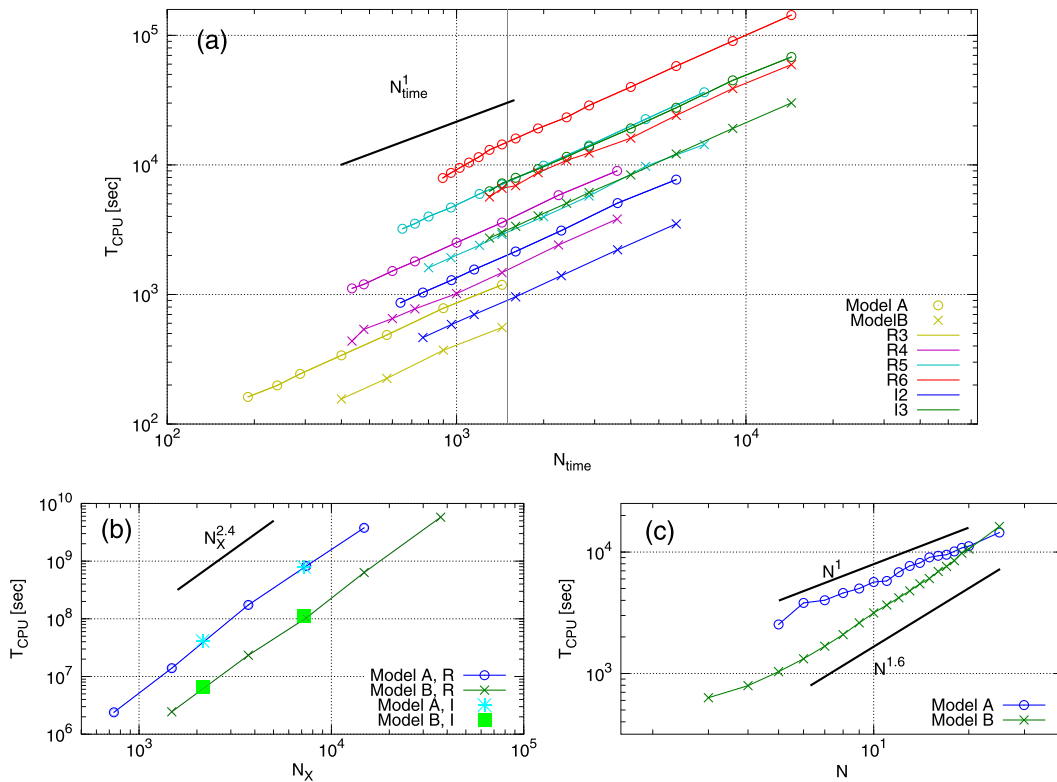 (a)
T_CPU [sec]
10^5
10^4
10^3
10^2
N_time^1
Model A
ModelB
R3
R4
R5
R6
I2
I3
10^2 10^3 10^4
N_time
(b)
T_CPU [sec]
10^10
10^9
10^8
10^7
10^6
N_X^2.4
Model A, R
Model B, R
Model A, I
Model B, I
10^3 10^4 10^5
N_X
(c)
T_CPU [sec]
10^4
10^3
N^1
N^1.6
Model A
Model B
10^1
N